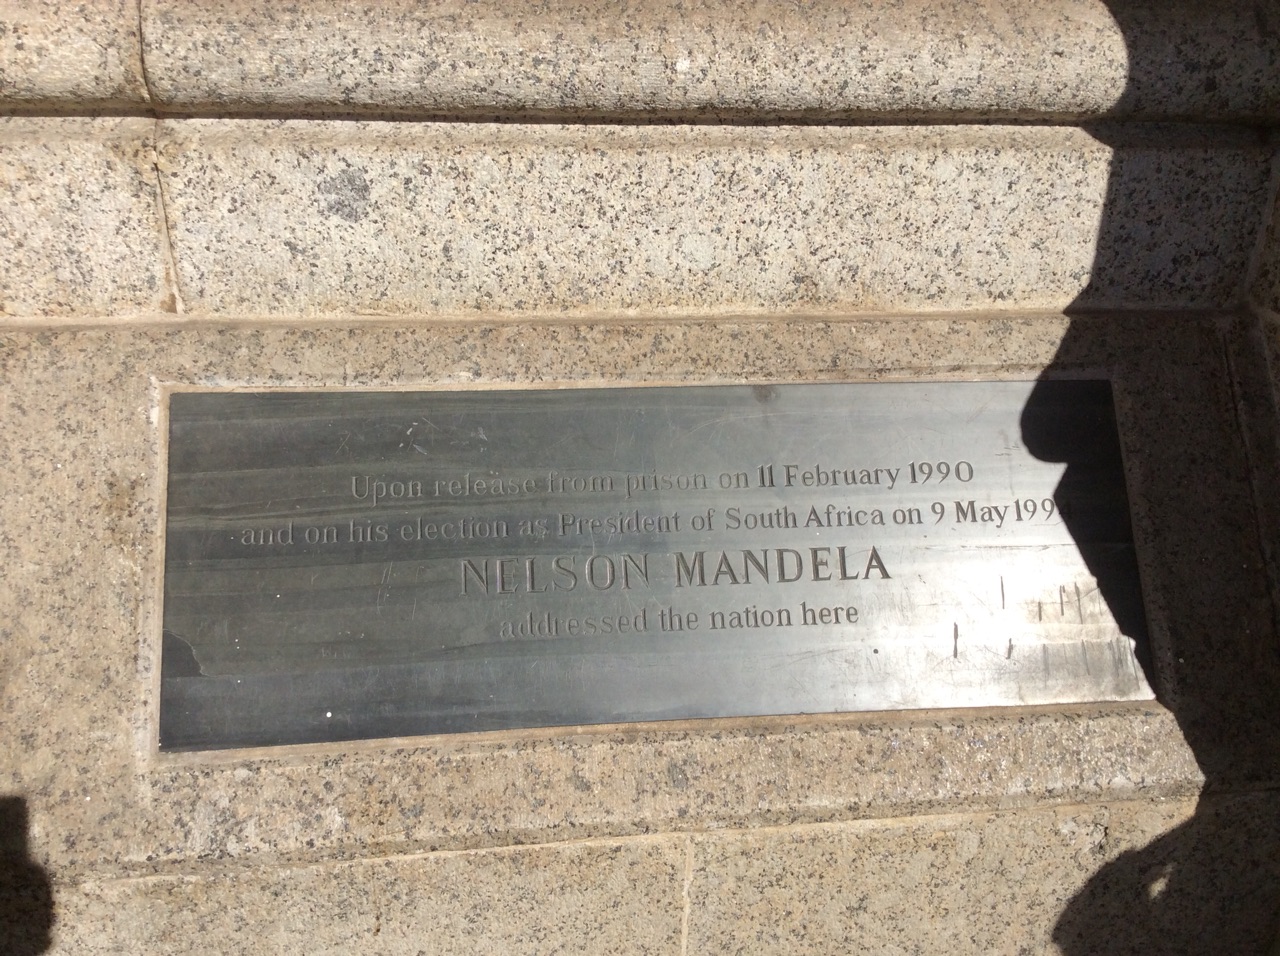 Upon release from prison on 11 February 1990
and on his election as President of South Africa on 9 May 1994
NELSON MANDELA
addressed the nation here